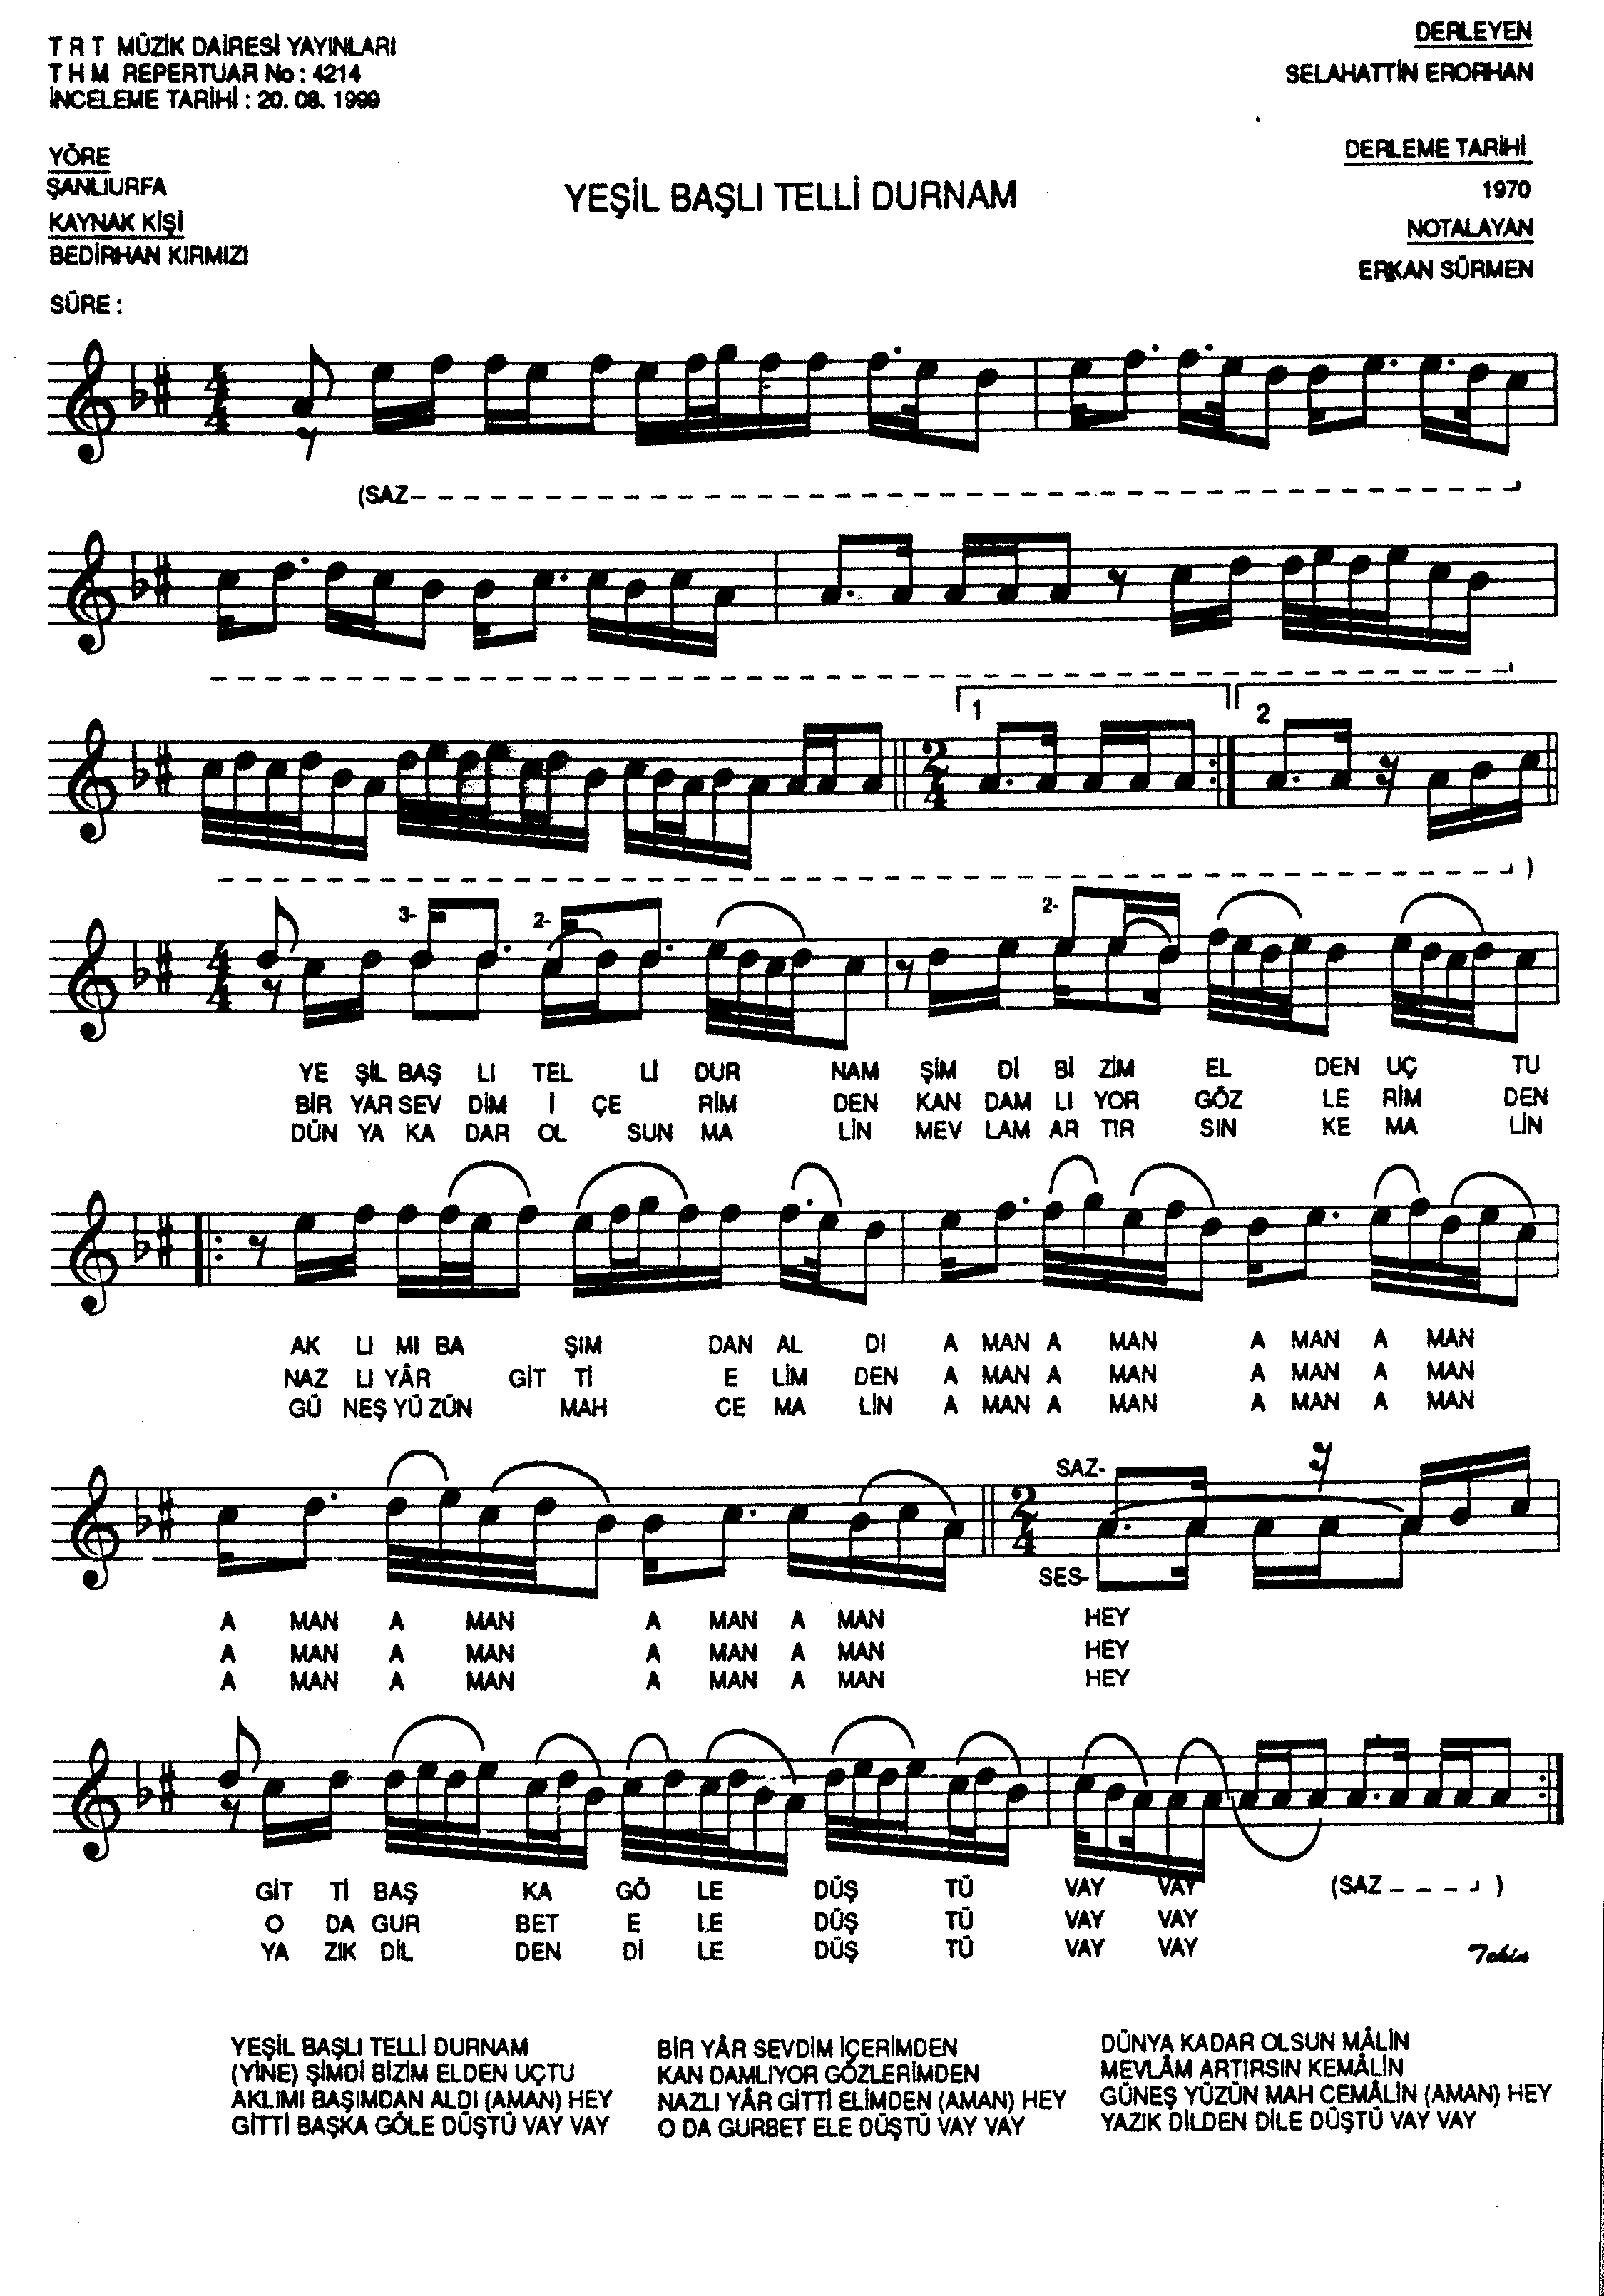 T R T MÜZİK DAİRESİ YAYINLARI
T H M REPERTUAR No : 4214
İNCELEME TARİHİ : 20. 08. 1999
DERLEYEN
SELAHATTİN ERORHAN
YÖRE
ŞANLIURFA
KAYNAK KİŞİ
BEDİRHAN KIRMIZI
SÜRE :
YEŞİL BAŞLI TELLİ DURNAM
DERLEME TARİHİ
1970
NOTALAYAN
ERKAN SÜRMEN
4 4
(SAZ
2 4
1
2
)
4 4
3-
2-
2-
YE ŞİL BAŞ LI TEL Lİ DUR NAM ŞİM Dİ Bİ ZİM EL DEN UÇ TU
BİR YAR SEV DİM İ ÇE RİM DEN KAN DAM LI YOR GÖZ LE RİM DEN
DÜN YA KA DAR OL SUN MA LİN MEV LAM AR TIR SIN KE MA LİN
AK LI MI BA ŞIM DAN AL DI A MAN A MAN A MAN A MAN
NAZ LI YÂR GİT Tİ E LİM DEN A MAN A MAN A MAN A MAN
GÜ NEŞ YÜ ZÜN MAH CE MA LİN A MAN A MAN A MAN A MAN
2 4
SAZ-
SES-
A MAN A MAN A MAN A MAN HEY
A MAN A MAN A MAN A MAN HEY
A MAN A MAN A MAN A MAN HEY
GİT Tİ BAŞ KA GÖ LE DÜŞ TÜ VAY VAY (SAZ )
O DA GUR BET E LE DÜŞ TÜ VAY VAY
YA ZIK DİL DEN Dİ LE DÜŞ TÜ VAY VAY
Tekin
YEŞİL BAŞLI TELLİ DURNAM
(YİNE) ŞİMDİ BİZİM ELDEN UÇTU
AKLIMI BAŞIMDAN ALDI (AMAN) HEY
GİTTİ BAŞKA GÖLE DÜŞTÜ VAY VAY
BİR YÂR SEVDİM İÇERİMDEN
KAN DAMLIYOR GÖZLERİMDEN
NAZLI YÂR GİTTİ ELİMDEN (AMAN) HEY
O DA GURBET ELE DÜŞTÜ VAY VAY
DÜNYA KADAR OLSUN MÂLİN
MEVLÂM ARTIRSIN KEMÂLİN
GÜNEŞ YÜZÜN MAH CEMÂLİN (AMAN) HEY
YAZIK DİLDEN DİLE DÜŞTÜ VAY VAY